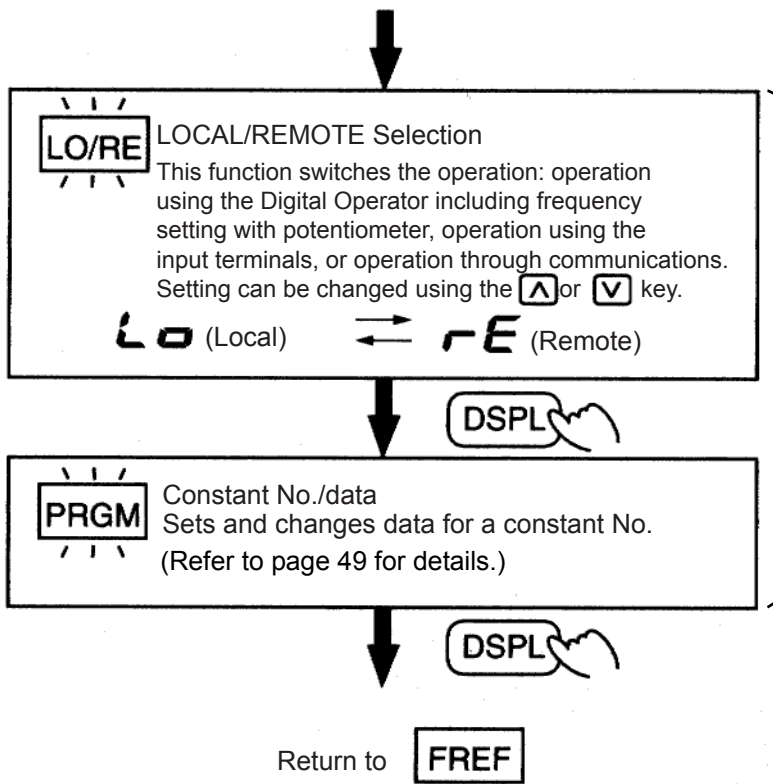 LO/RE LOCAL/REMOTE Selection
This function switches the operation: operation
using the Digital Operator including frequency
setting with potentiometer, operation using the
input terminals, or operation through communications.
Setting can be changed using the ∧ or ∨ key.
Lo (Local) rE (Remote)
DSPL
PRGM Constant No./data
Sets and changes data for a constant No.
(Refer to page 49 for details.)
DSPL
Return to FREF